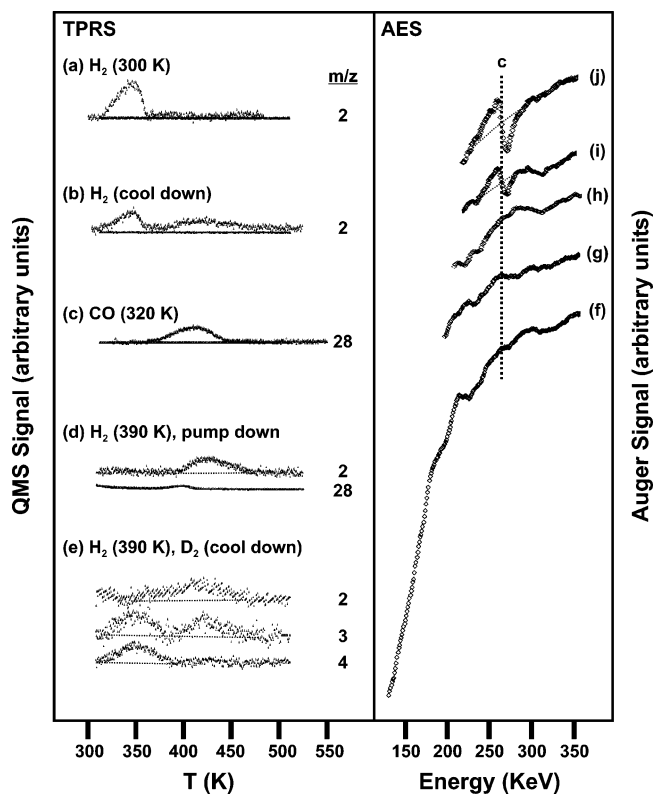 TPRS
AES
(a) H₂ (300 K)
m/z
2
(b) H₂ (cool down)
2
(c) CO (320 K)
28
(d) H₂ (390 K), pump down
2
28
(e) H₂ (390 K), D₂ (cool down)
2
3
4
QMS Signal (arbitrary units)
300 350 400 450 500 550
T (K)
c
(j)
(i)
(h)
(g)
(f)
Auger Signal (arbitrary units)
150 200 250 300 350
Energy (KeV)